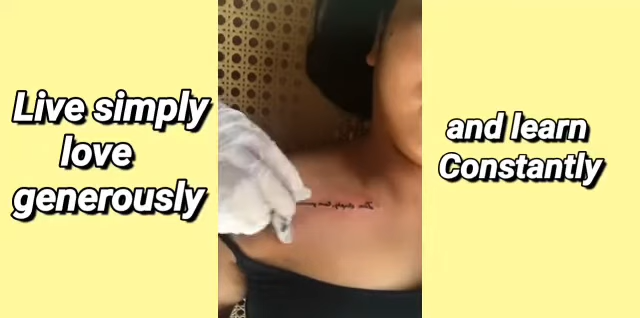 Live simply
love
generously
and learn
Constantly